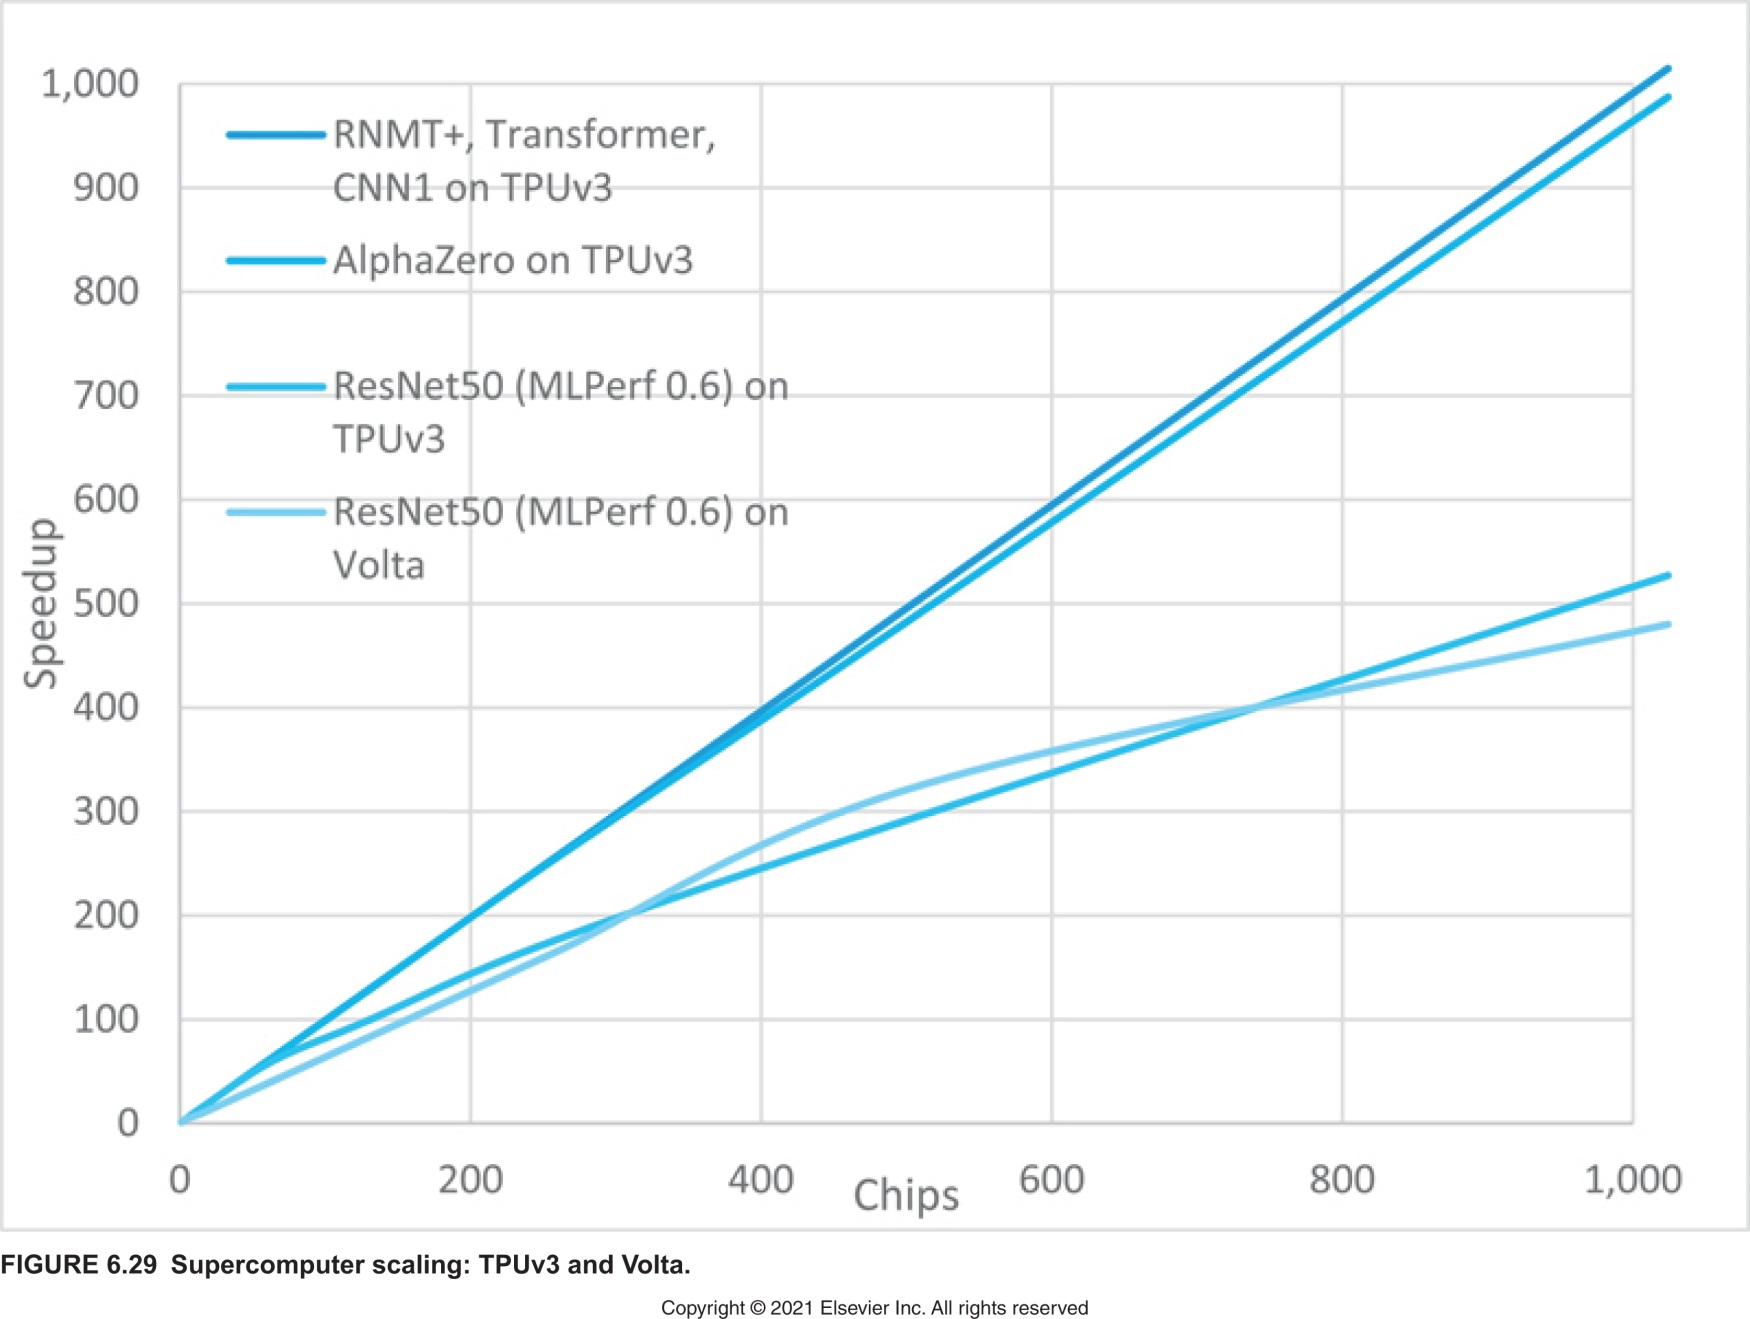 1,000
900
800
700
600
500
400
300
200
100
0
Speedup
RNMT+, Transformer,
CNN1 on TPUv3
AlphaZero on TPUv3
ResNet50 (MLPerf 0.6) on
TPUv3
ResNet50 (MLPerf 0.6) on
Volta
0 200 400 600 800 1,000
Chips
FIGURE 6.29 Supercomputer scaling: TPUv3 and Volta.
Copyright © 2021 Elsevier Inc. All rights reserved